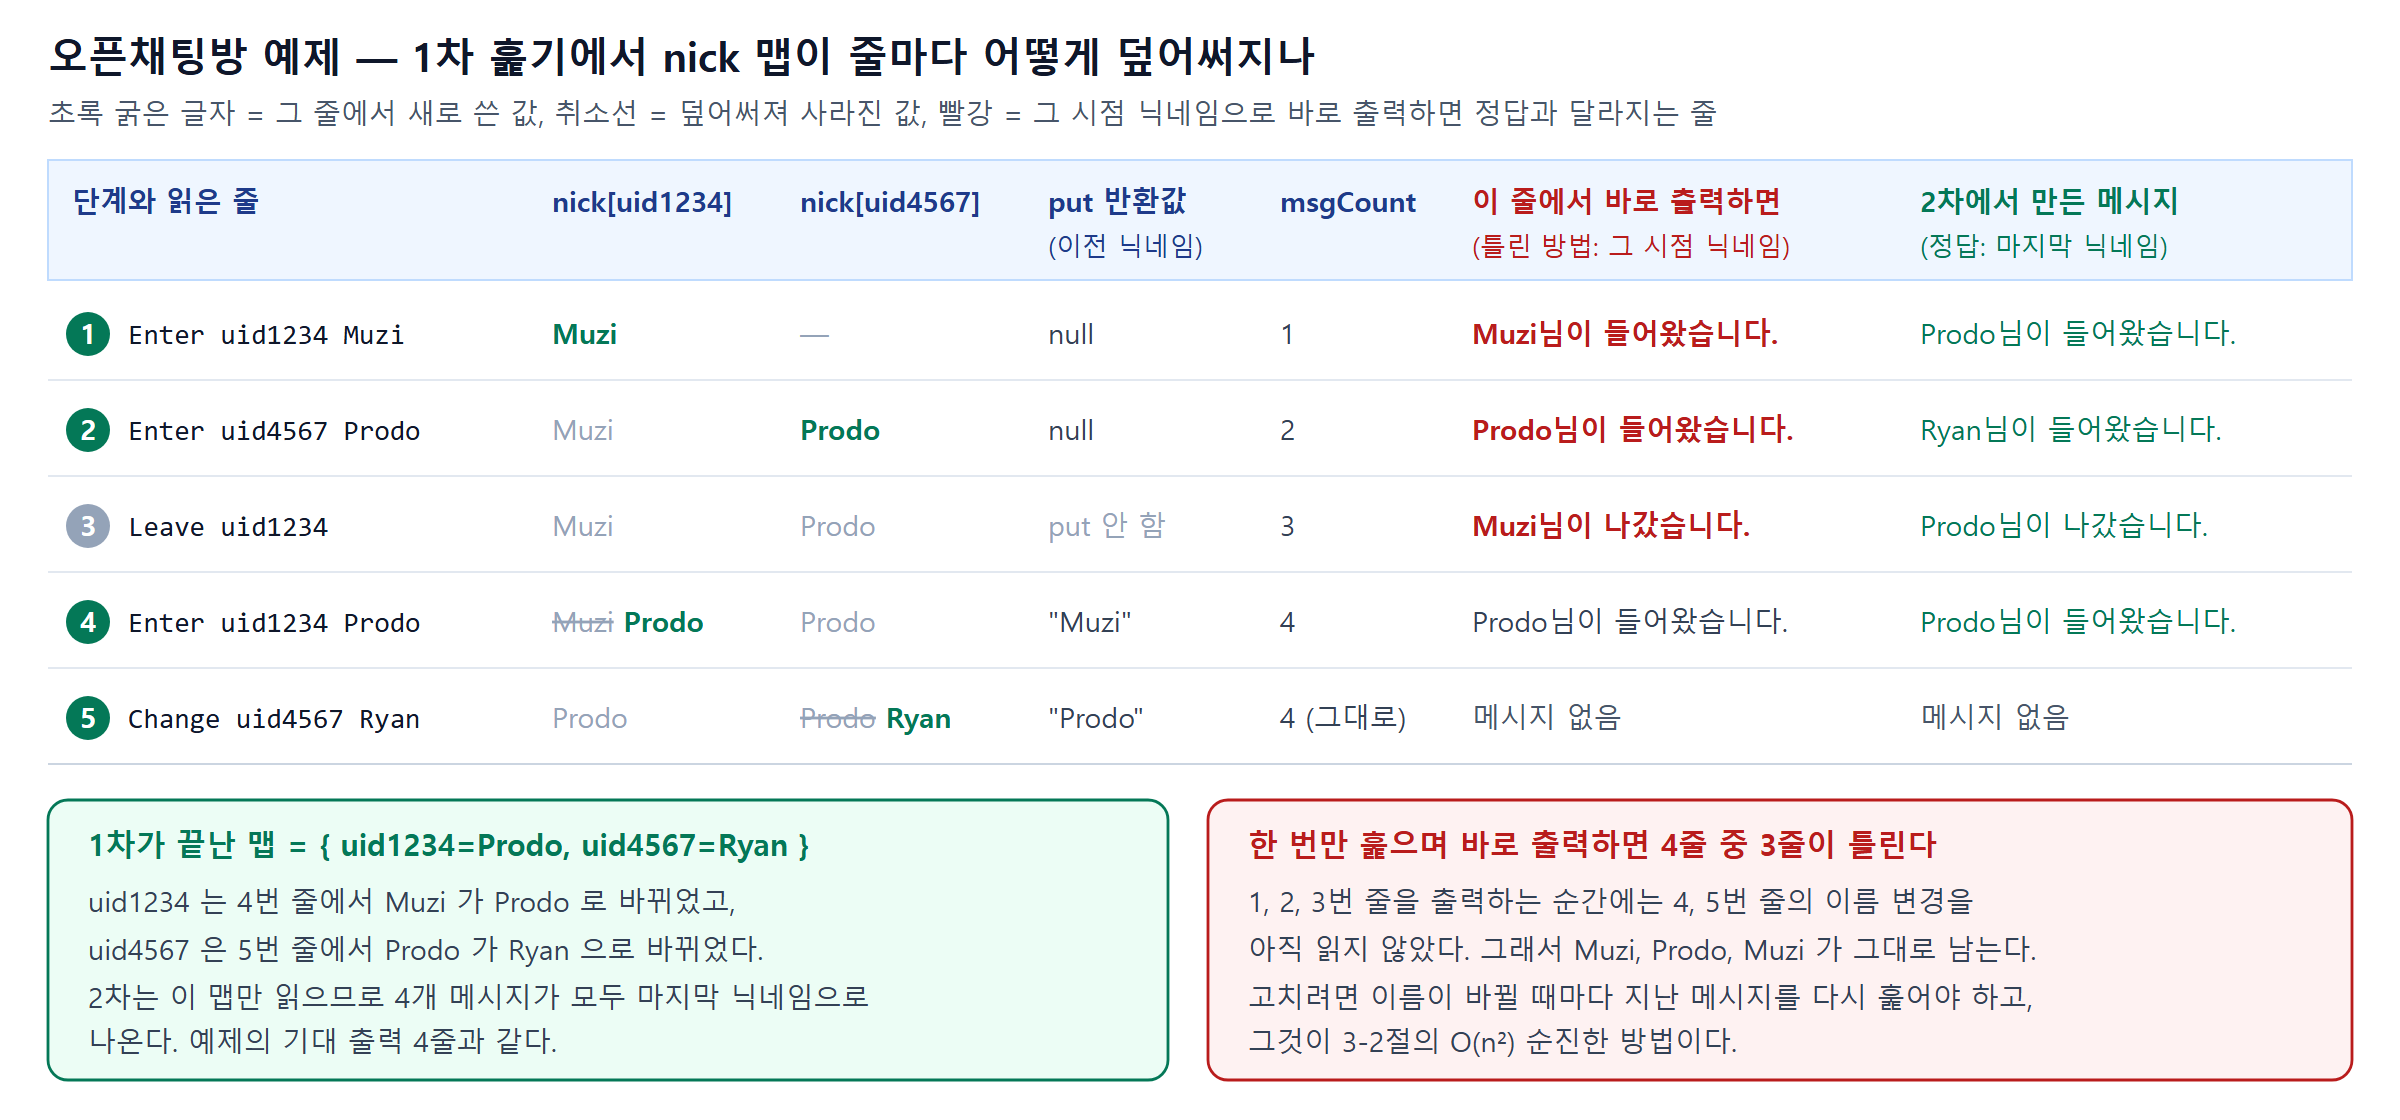 오픈채팅방 예제 — 1차 훑기에서 nick 맵이 줄마다 어떻게 덮어써지나
초록 굵은 글자 = 그 줄에서 새로 쓴 값, 취소선 = 덮어써져 사라진 값, 빨강 = 그 시점 닉네임으로 바로 출력하면 정답과 달라지는 줄
단계와 읽은 줄 nick[uid1234] nick[uid4567] put 반환값 msgCount 이 줄에서 바로 출력하면 2차에서 만든 메시지
(이전 닉네임) (틀린 방법: 그 시점 닉네임) (정답: 마지막 닉네임)
1 Enter uid1234 Muzi Muzi — null 1 Muzi님이 들어왔습니다. Prodo님이 들어왔습니다.
2 Enter uid4567 Prodo Muzi Prodo null 2 Prodo님이 들어왔습니다. Ryan님이 들어왔습니다.
3 Leave uid1234 Muzi Prodo put 안 함 3 Muzi님이 나갔습니다. Prodo님이 나갔습니다.
4 Enter uid1234 Prodo Muzi Prodo Prodo "Muzi" 4 Prodo님이 들어왔습니다. Prodo님이 들어왔습니다.
5 Change uid4567 Ryan Prodo Prodo Ryan "Prodo" 4 (그대로) 메시지 없음 메시지 없음
1차가 끝난 맵 = { uid1234=Prodo, uid4567=Ryan }
uid1234 는 4번 줄에서 Muzi 가 Prodo 로 바뀌었고,
uid4567 은 5번 줄에서 Prodo 가 Ryan 으로 바뀌었다.
2차는 이 맵만 읽으므로 4개 메시지가 모두 마지막 닉네임으로
나온다. 예제의 기대 출력 4줄과 같다.
한 번만 훑으며 바로 출력하면 4줄 중 3줄이 틀린다
1, 2, 3번 줄을 출력하는 순간에는 4, 5번 줄의 이름 변경을
아직 읽지 않았다. 그래서 Muzi, Prodo, Muzi 가 그대로 남는다.
고치려면 이름이 바뀔 때마다 지난 메시지를 다시 훑어야 하고,
그것이 3-2절의 O(n²) 순진한 방법이다.